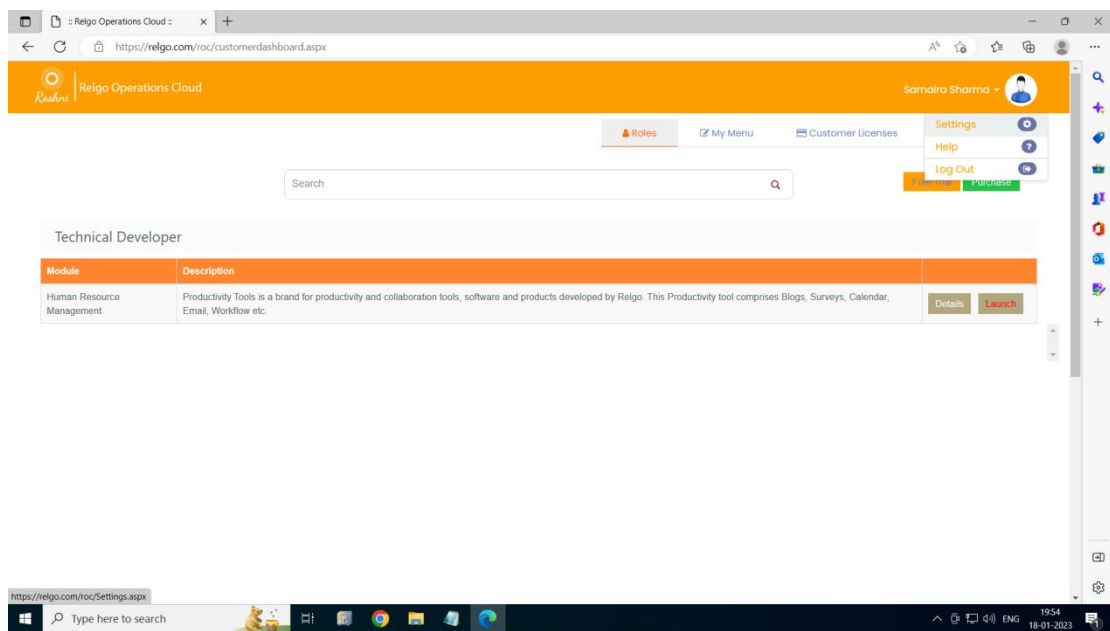 :: Relgo Operations Cloud ::
https://relgo.com/roc/customerdashboard.aspx
Rashni
Relgo Operations Cloud
Samaira Sharma
Settings
Help
Log Out
Roles
My Menu
Customer Licenses
Search
Free Trial
Purchase
Technical Developer
Module
Description
Human Resource
Management
Productivity Tools is a brand for productivity and collaboration tools, software and products developed by Relgo. This Productivity tool comprises Blogs, Surveys, Calendar,
Email, Workflow etc.
Details
Launch
https://relgo.com/roc/Settings.aspx
Type here to search
ENG
19:54
18-01-2023